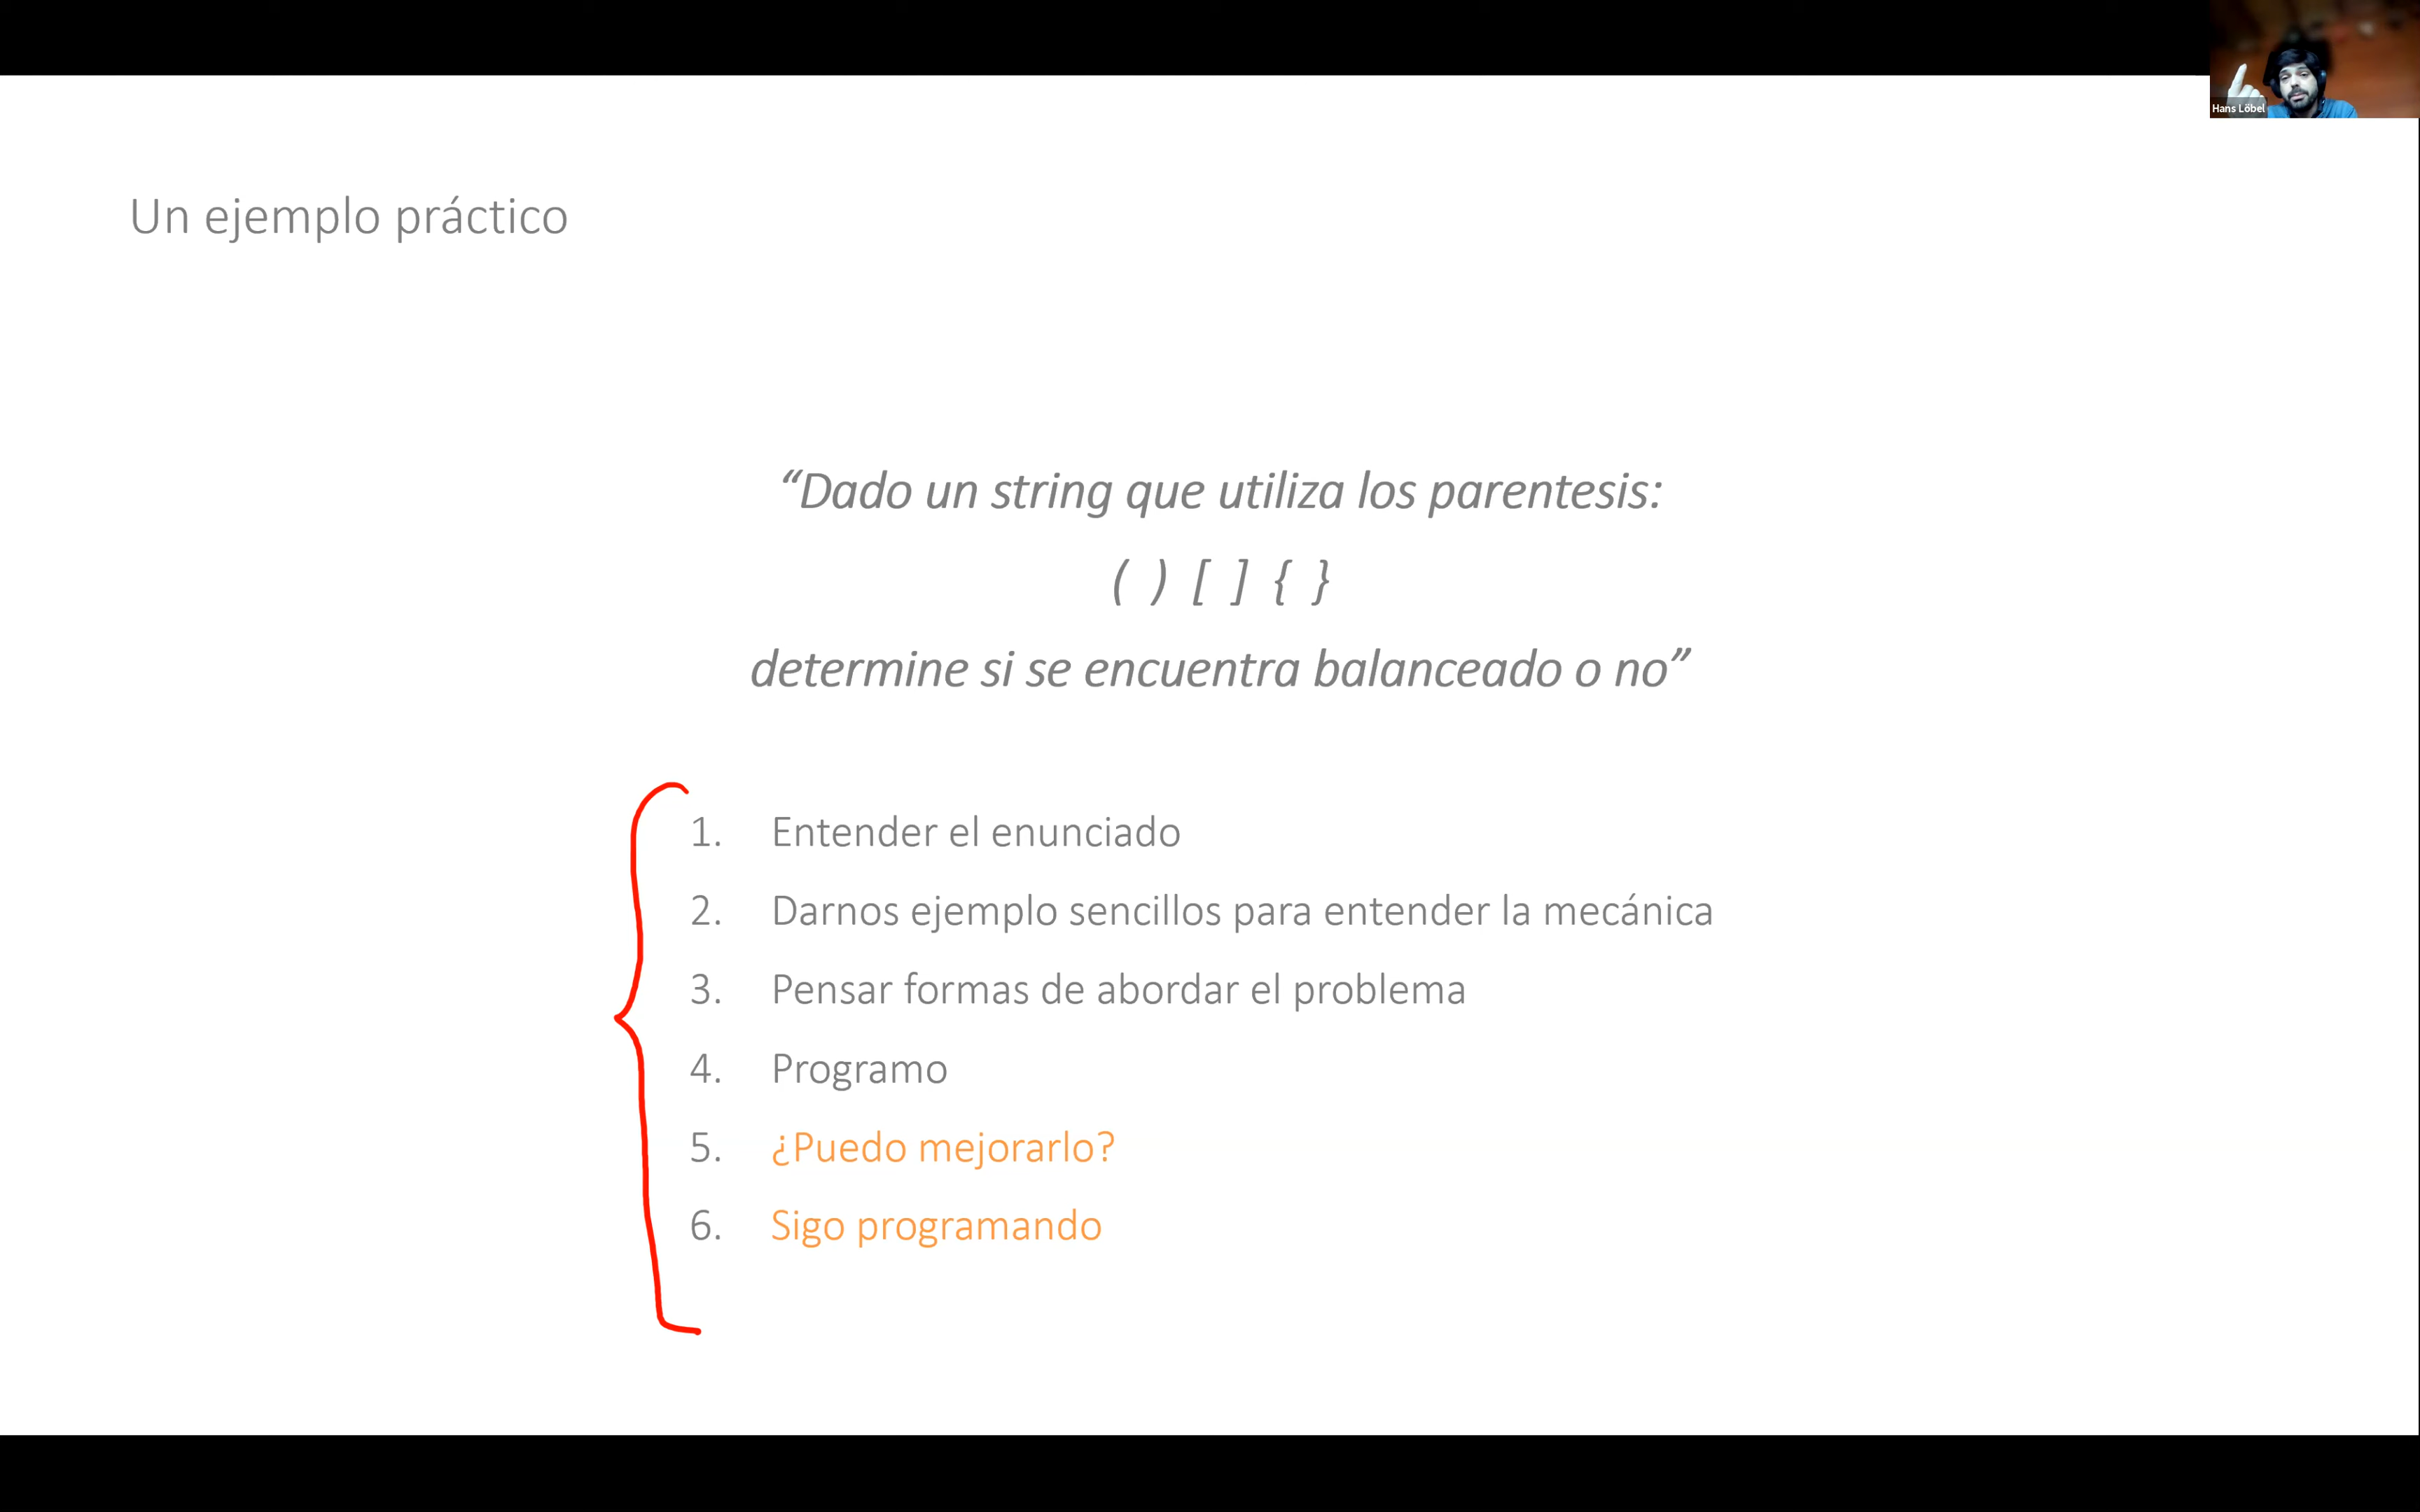 Hans Löbel
Un ejemplo práctico
“Dado un string que utiliza los parentesis:
( ) [ ] { }
determine si se encuentra balanceado o no”
1. Entender el enunciado
2. Darnos ejemplo sencillos para entender la mecánica
3. Pensar formas de abordar el problema
4. Programo
5. ¿Puedo mejorarlo?
6. Sigo programando